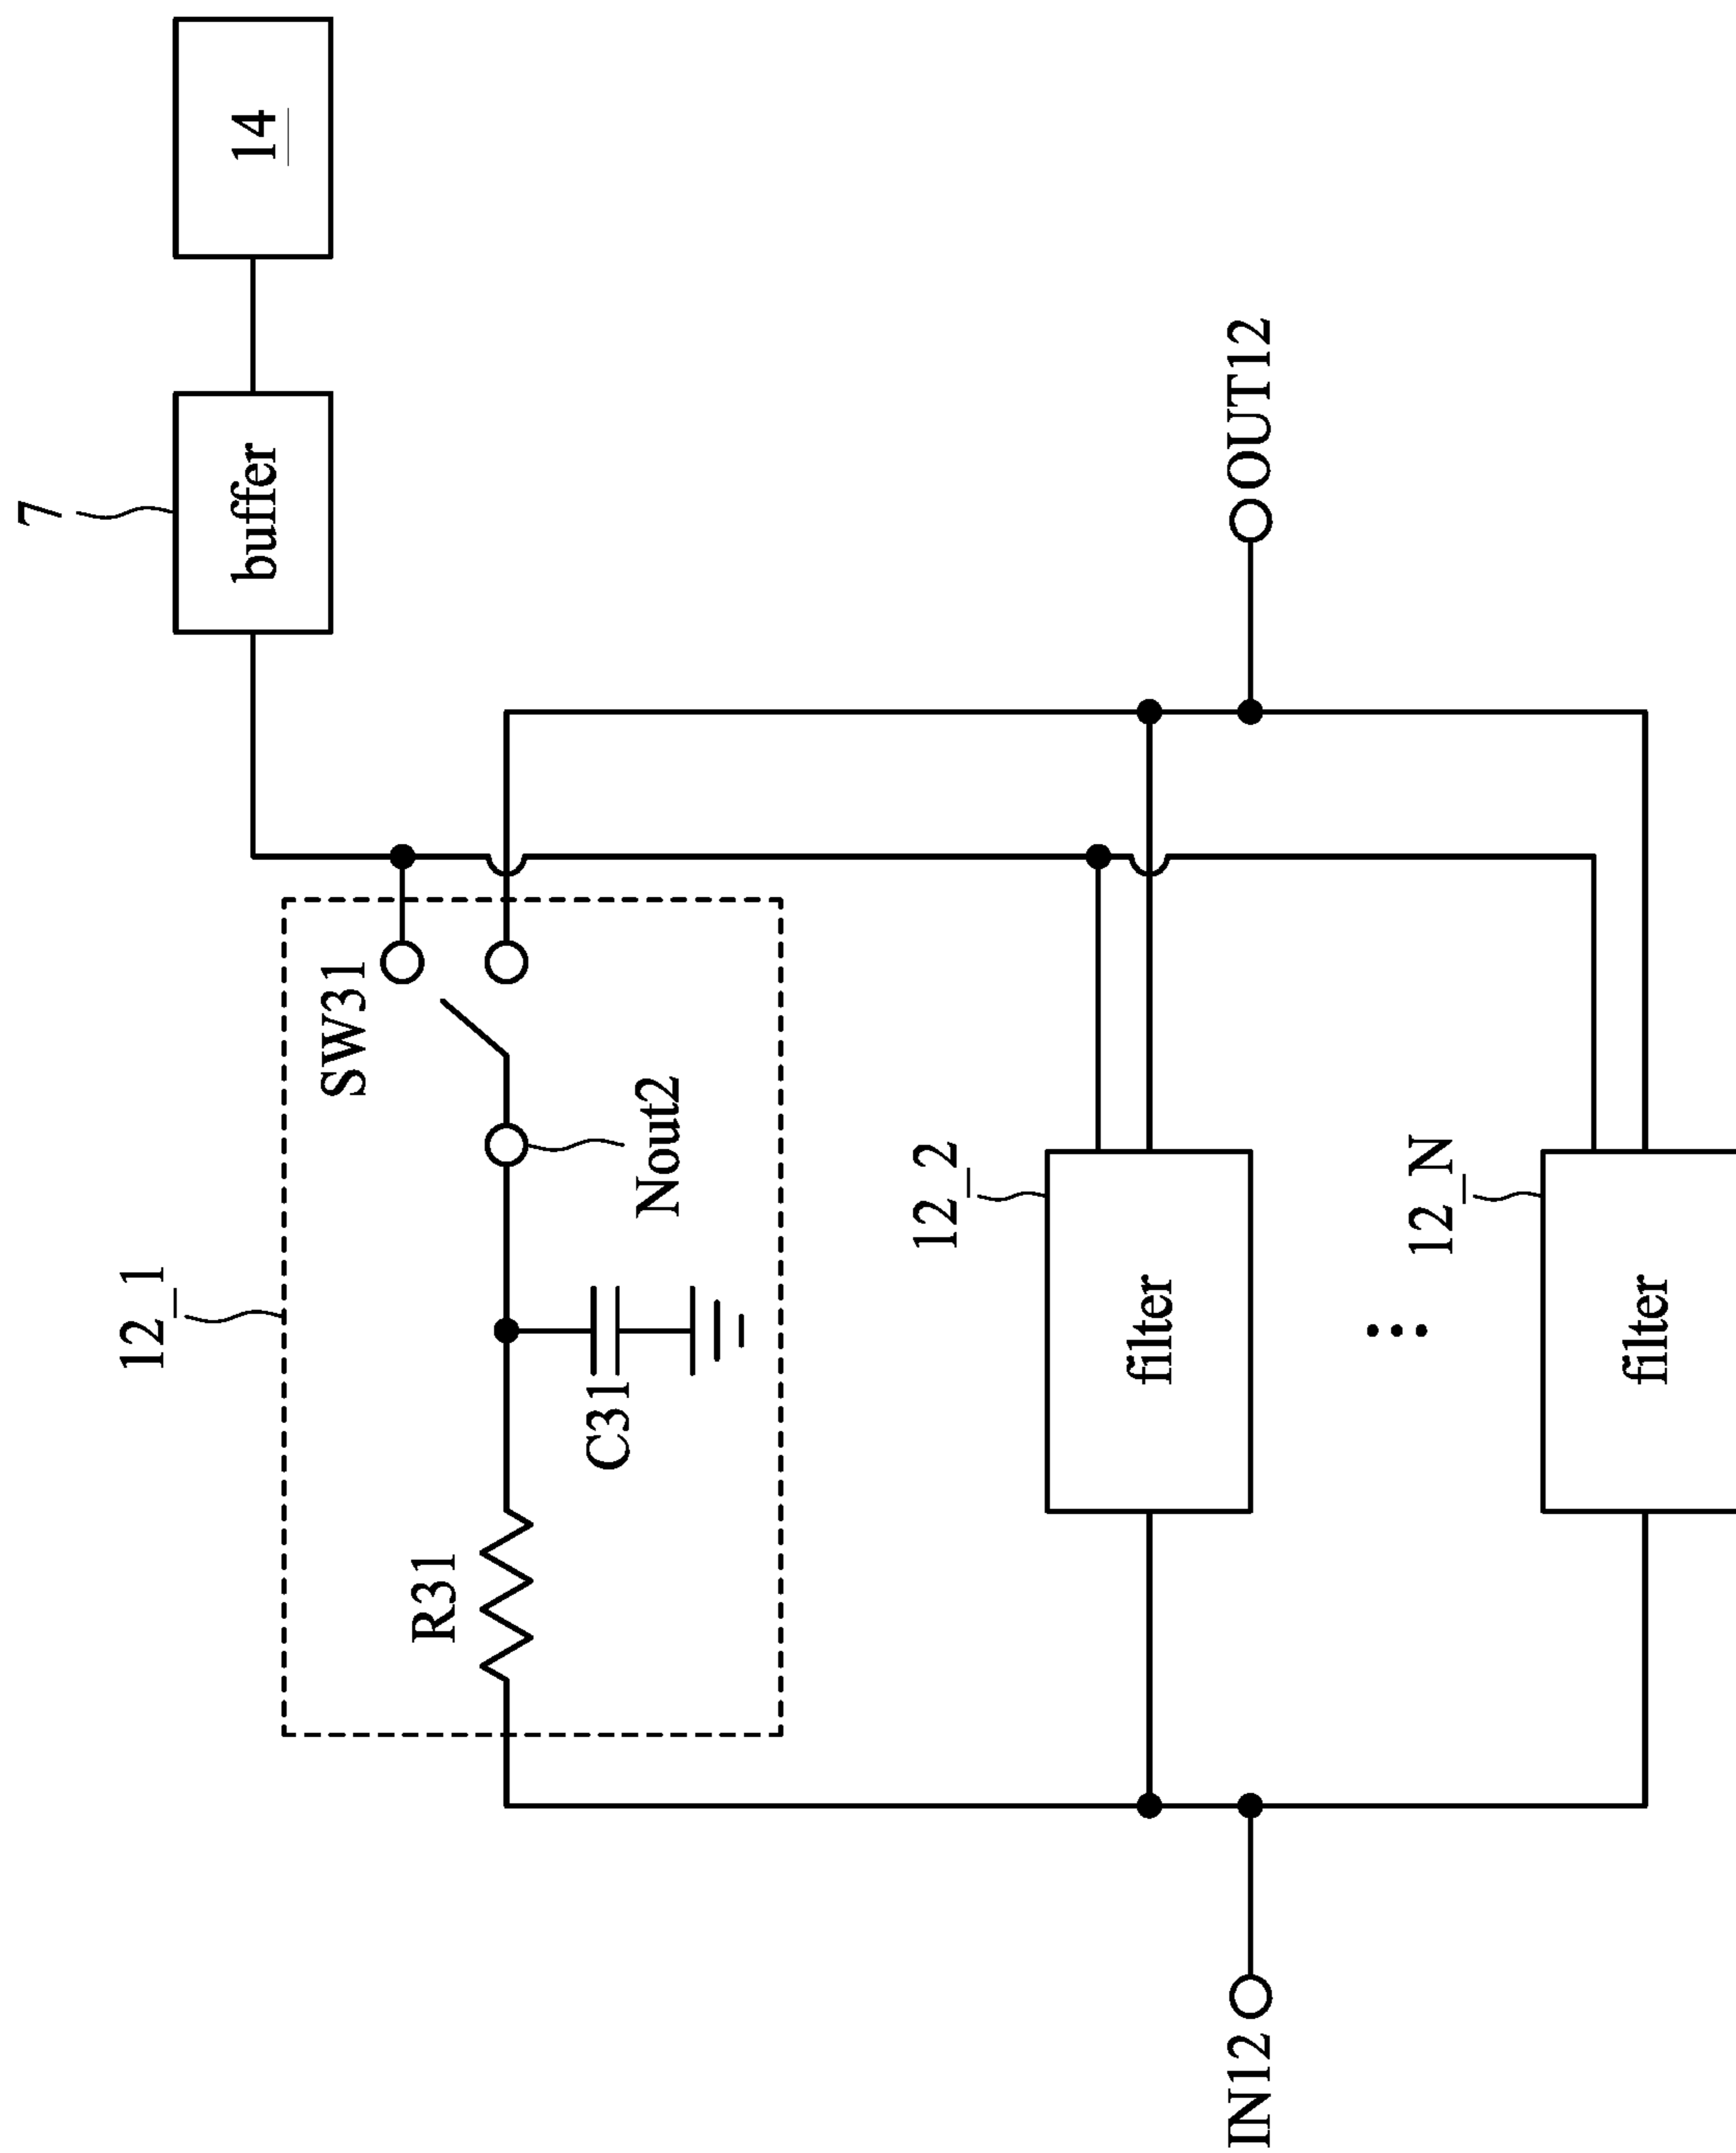 7
buffer
14
12_1
SW31
R31
C31
Nout2
12_2
filter
OUT12
IN12
12_N
filter